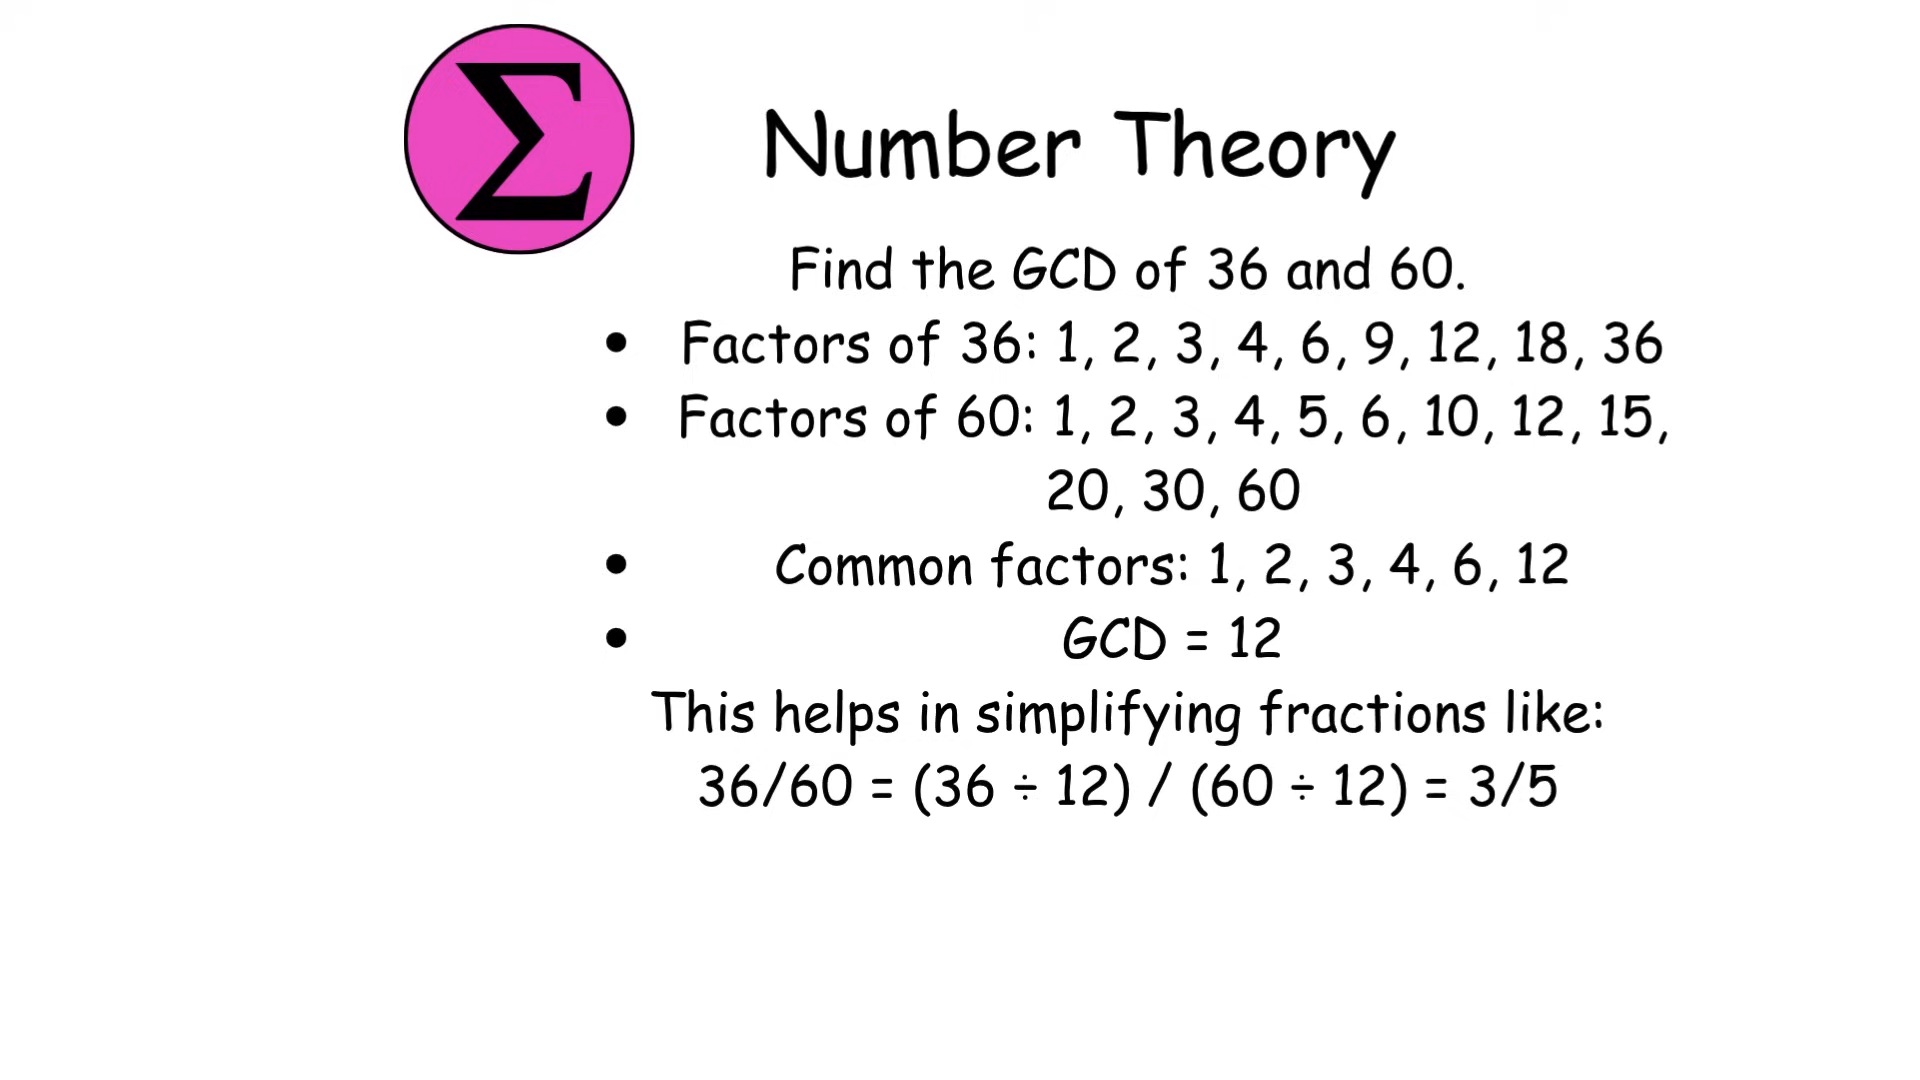 Σ
Number Theory
Find the GCD of 36 and 60.
• Factors of 36: 1, 2, 3, 4, 6, 9, 12, 18, 36
• Factors of 60: 1, 2, 3, 4, 5, 6, 10, 12, 15,
20, 30, 60
• Common factors: 1, 2, 3, 4, 6, 12
• GCD = 12
This helps in simplifying fractions like:
36/60 = (36 ÷ 12) / (60 ÷ 12) = 3/5